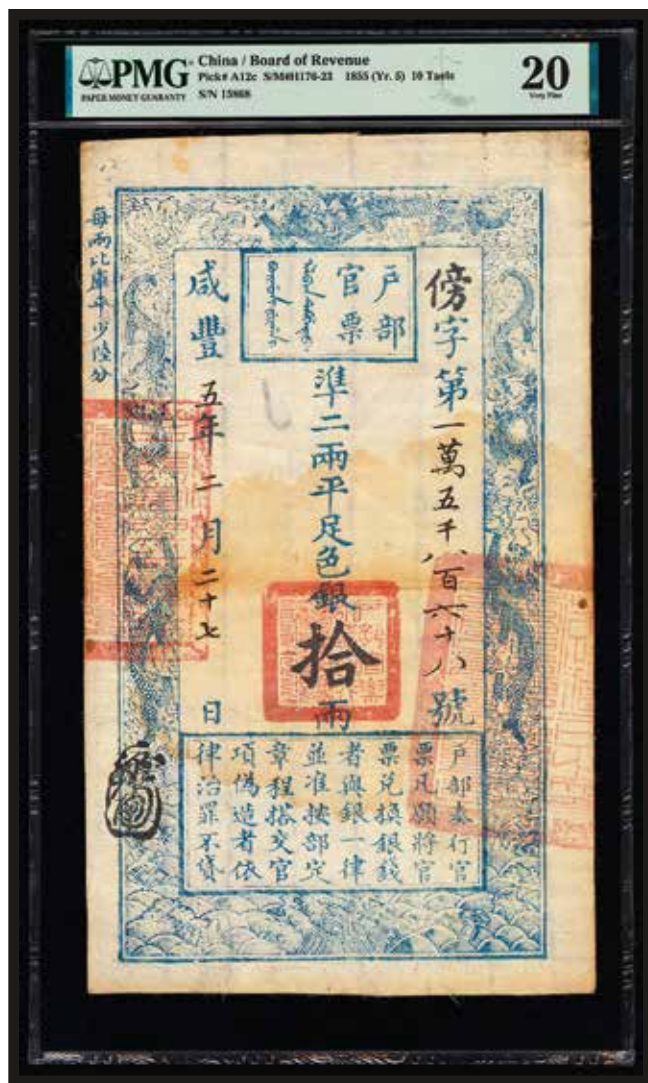 PMG
PAPER MONEY GUARANTY
China / Board of Revenue
Pick# A12c S/M#H176-23 1855 (Yr. 5) 10 Taels
S/N 15868
20
Very Fine
戶部
官票
傍字第一萬五千八百六十八號
準二兩平足色銀拾兩
咸豐五年二月二十七日
每兩比庫平少陸分
戶部奏行官
票凡願將官
票兌換銀錢
者與銀一律
並准按部定
章程搭交官
項偽造者依
律治罪不貸